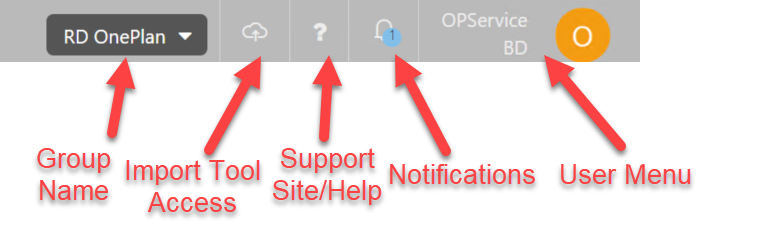 RD OnePlan
?
1
OPService
BD
O
Group
Name
Import Tool
Access
Support
Site/Help
Notifications
User Menu